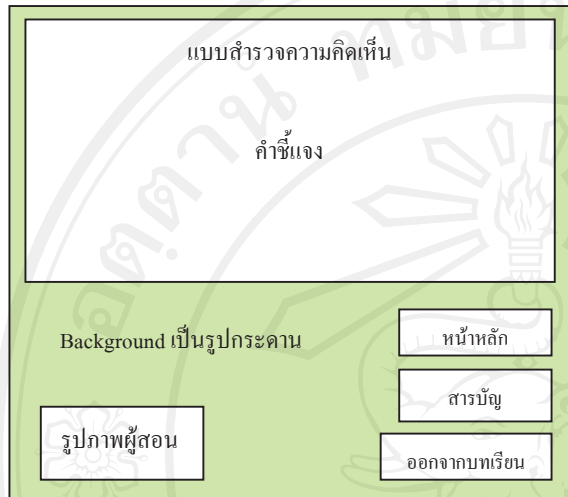 แบบสำรวจความคิดเห็น
คำชี้แจง
Background เป็นรูปกระดาน
หน้าหลัก
สารบัญ
รูปภาพผู้สอน
ออกจากบทเรียน